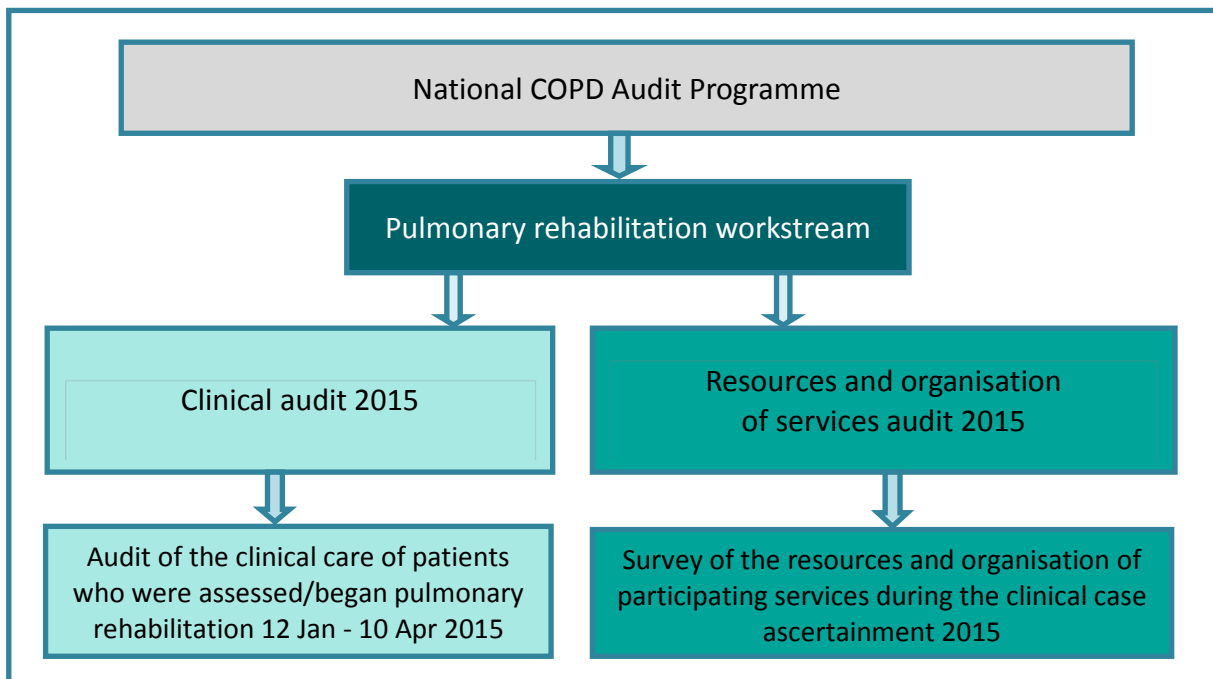 National COPD Audit Programme
Pulmonary rehabilitation workstream
Clinical audit 2015
Resources and organisation
of services audit 2015
Audit of the clinical care of patients
who were assessed/began pulmonary
rehabilitation 12 Jan - 10 Apr 2015
Survey of the resources and organisation of
participating services during the clinical case
ascertainment 2015